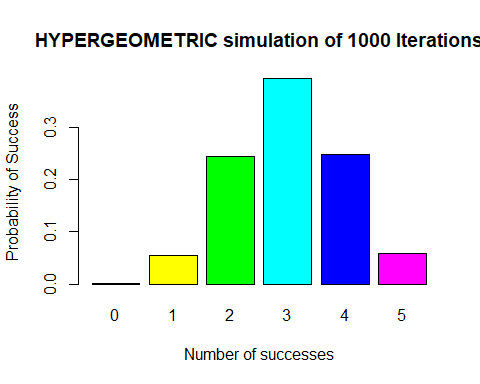 HYPERGEOMETRIC simulation of 1000 Iterations
Probability of Success
0.3
0.2
0.1
0.0
0 1 2 3 4 5
Number of successes